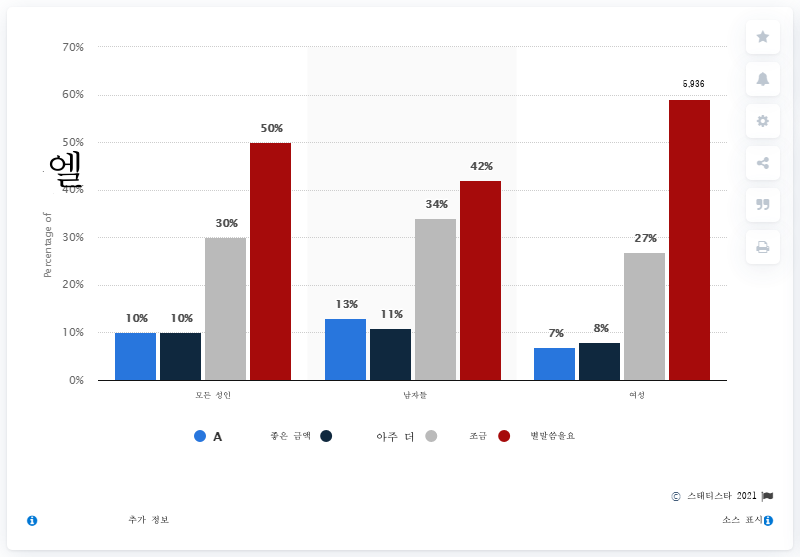 70%
60%
50%
40%
30%
20%
10%
0%
엘
Percentage of
10%
10%
30%
50%
13%
11%
34%
42%
7%
8%
27%
5,936
모든 성인
남자들
여성
A
좋은 금액
아주 더
조금
별말씀을요
© 스태티스타 2021
추가 정보
소스 표시